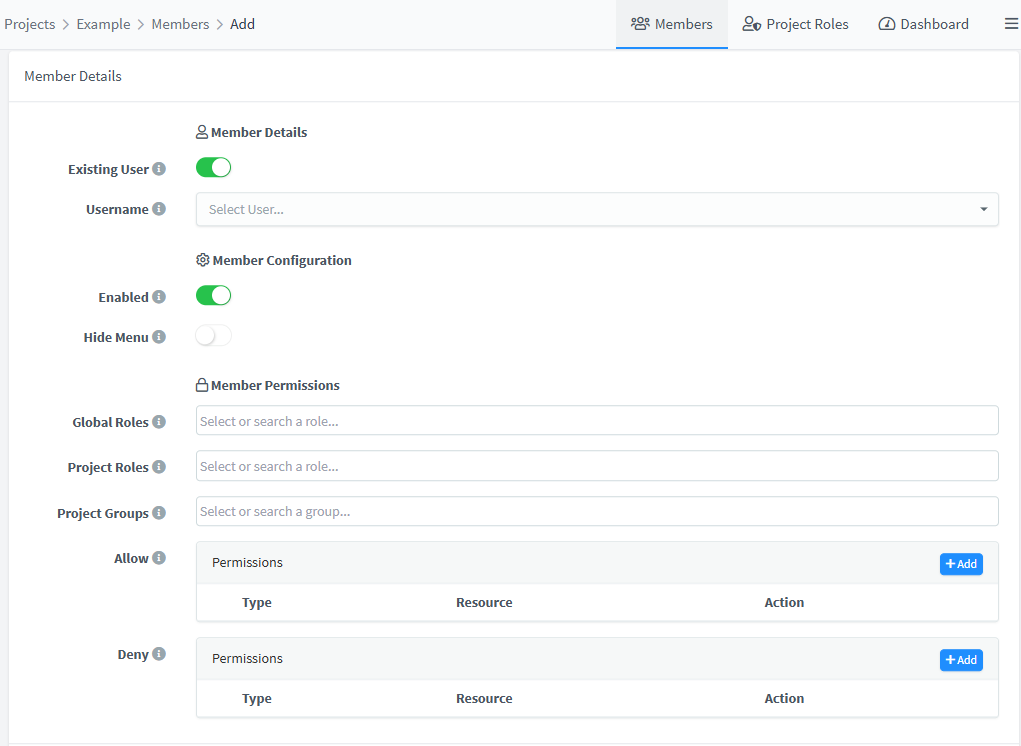 Projects > Example > Members > Add
Members Project Roles Dashboard
Member Details
Member Details
Existing User
Username Select User...
Member Configuration
Enabled
Hide Menu
Member Permissions
Global Roles Select or search a role...
Project Roles Select or search a role...
Project Groups Select or search a group...
Allow Permissions + Add
Type Resource Action
Deny Permissions + Add
Type Resource Action